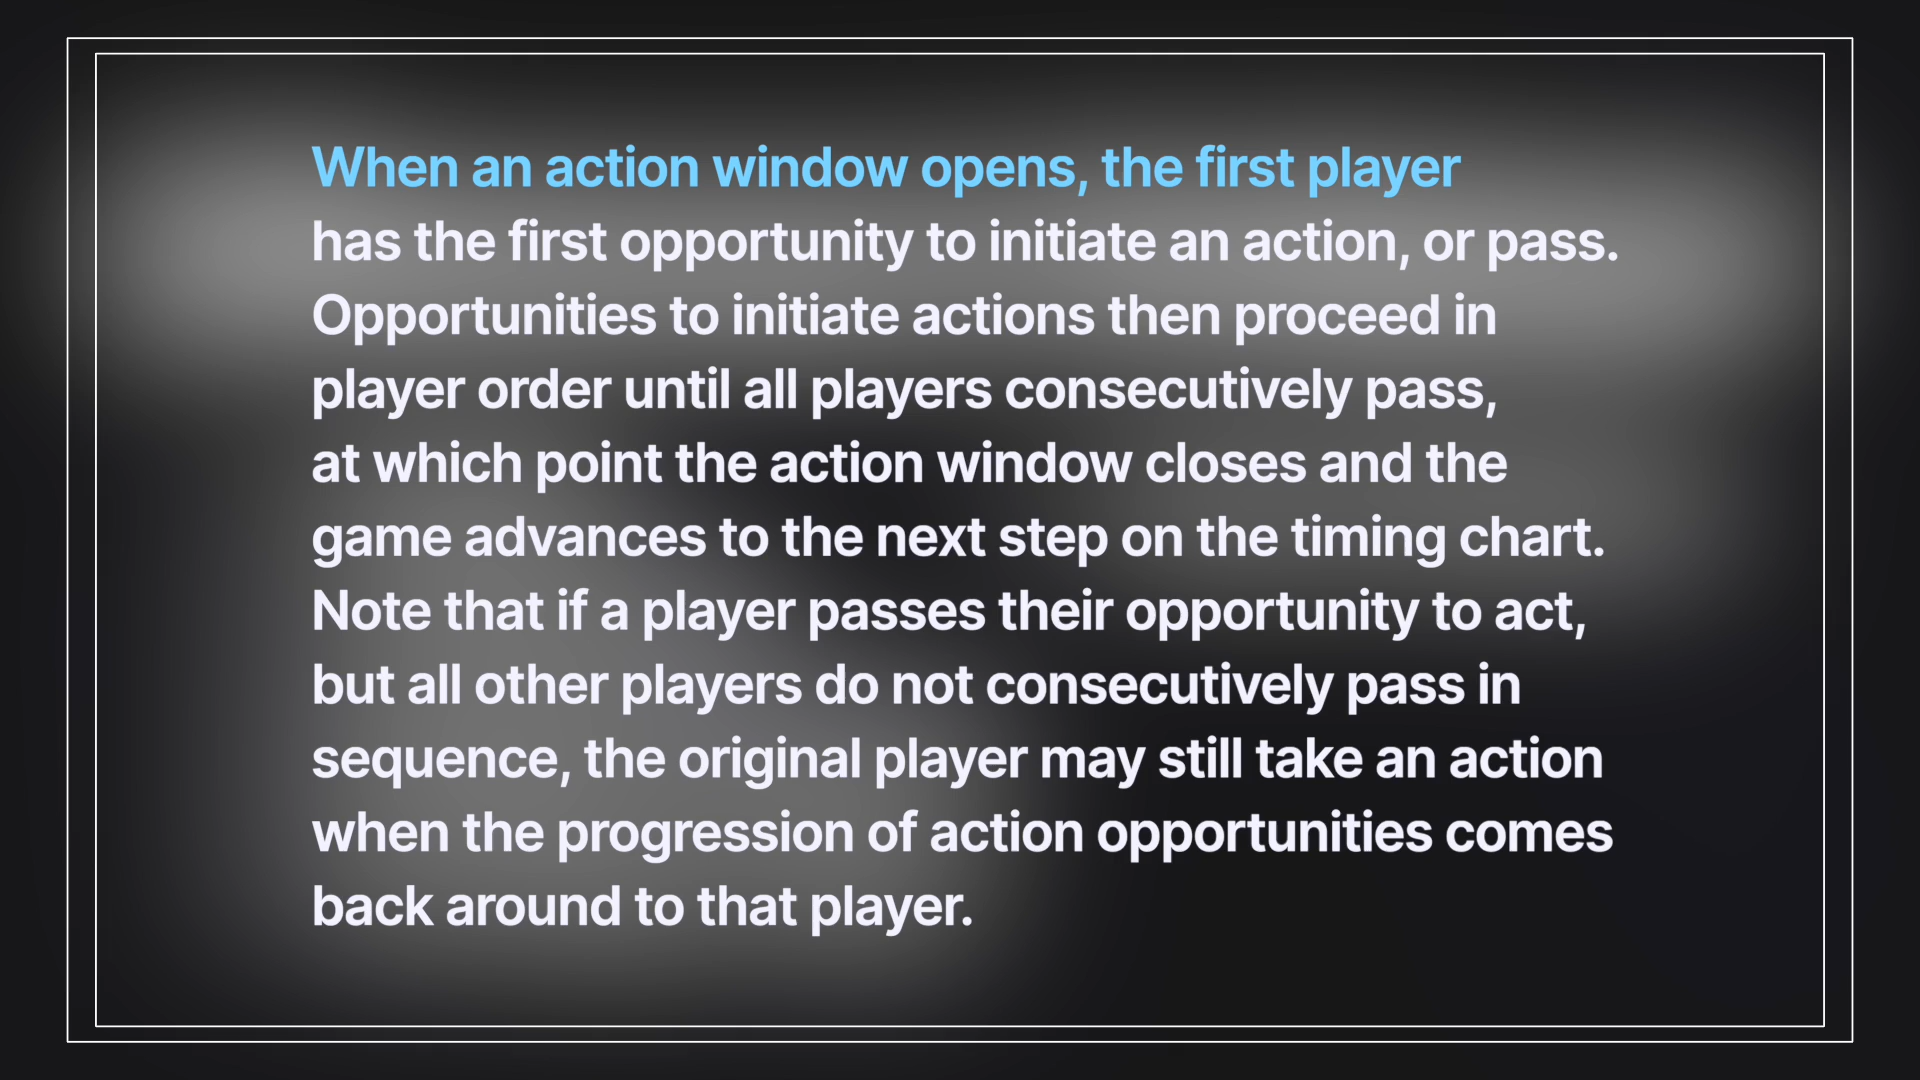 When an action window opens, the first player
has the first opportunity to initiate an action, or pass.
Opportunities to initiate actions then proceed in
player order until all players consecutively pass,
at which point the action window closes and the
game advances to the next step on the timing chart.
Note that if a player passes their opportunity to act,
but all other players do not consecutively pass in
sequence, the original player may still take an action
when the progression of action opportunities comes
back around to that player.